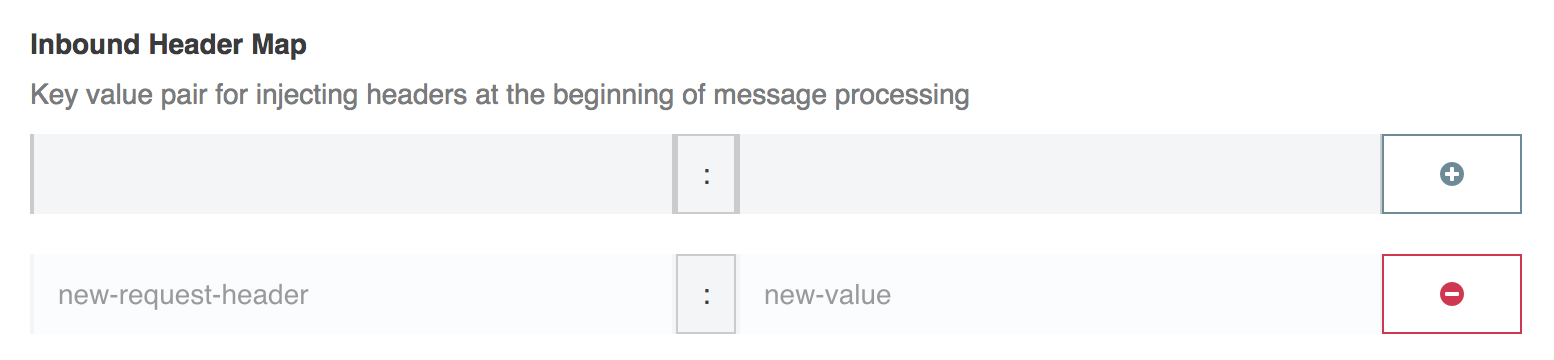 Inbound Header Map
Key value pair for injecting headers at the beginning of message processing
:
new-request-header : new-value